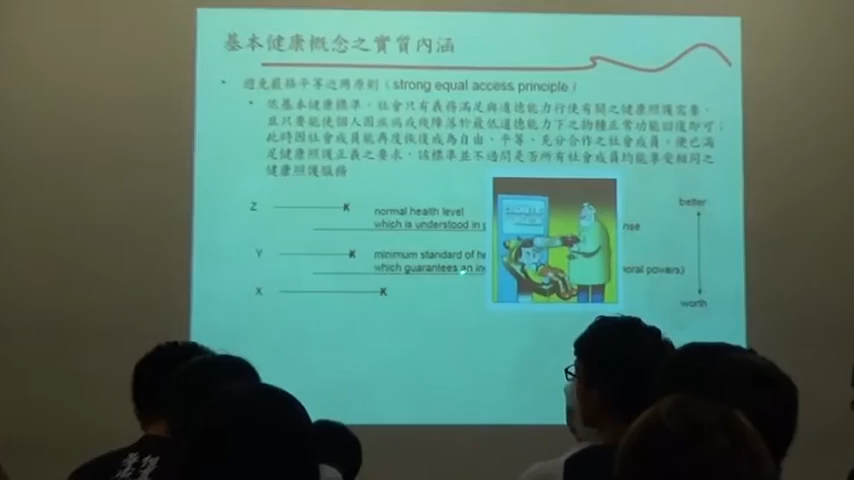 基本健康概念之實質內涵
避免嚴格平等近用原則（strong equal access principle）
依基本健康標準，社會只有義務滿足與道德能力行使有關之健康照護需要，
並只要能使個人因疾病或殘障落於最低道德能力下之物種正常功能回復即可；
此時因社會成員能再度恢復成為自由、平等、充分合作之社會成員，便已滿
足健康照護正義之要求，該標準並不過問是否所有社會成員均能享受相同之
健康照護服務
better
Z K normal health level
which is understood in nse
Y K minimum standard of he
which guarantees an in moral powers)
X K
worth